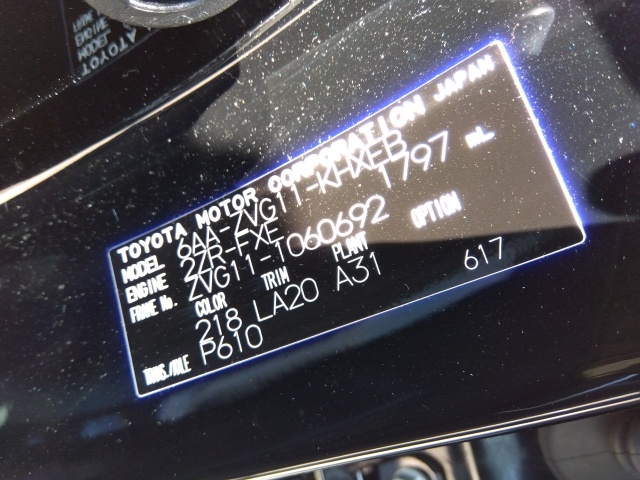 TOYOTA MOTOR CORPORATION JAPAN
MODEL 6AA-ZVG11-KHXEB
ENGINE 2ZR-FXE 1797 mL
FRAME No. ZVG11-1060692
COLOR TRIM PLANT OPTION
218 LA20 A31 617
TRANS./AXLE P610